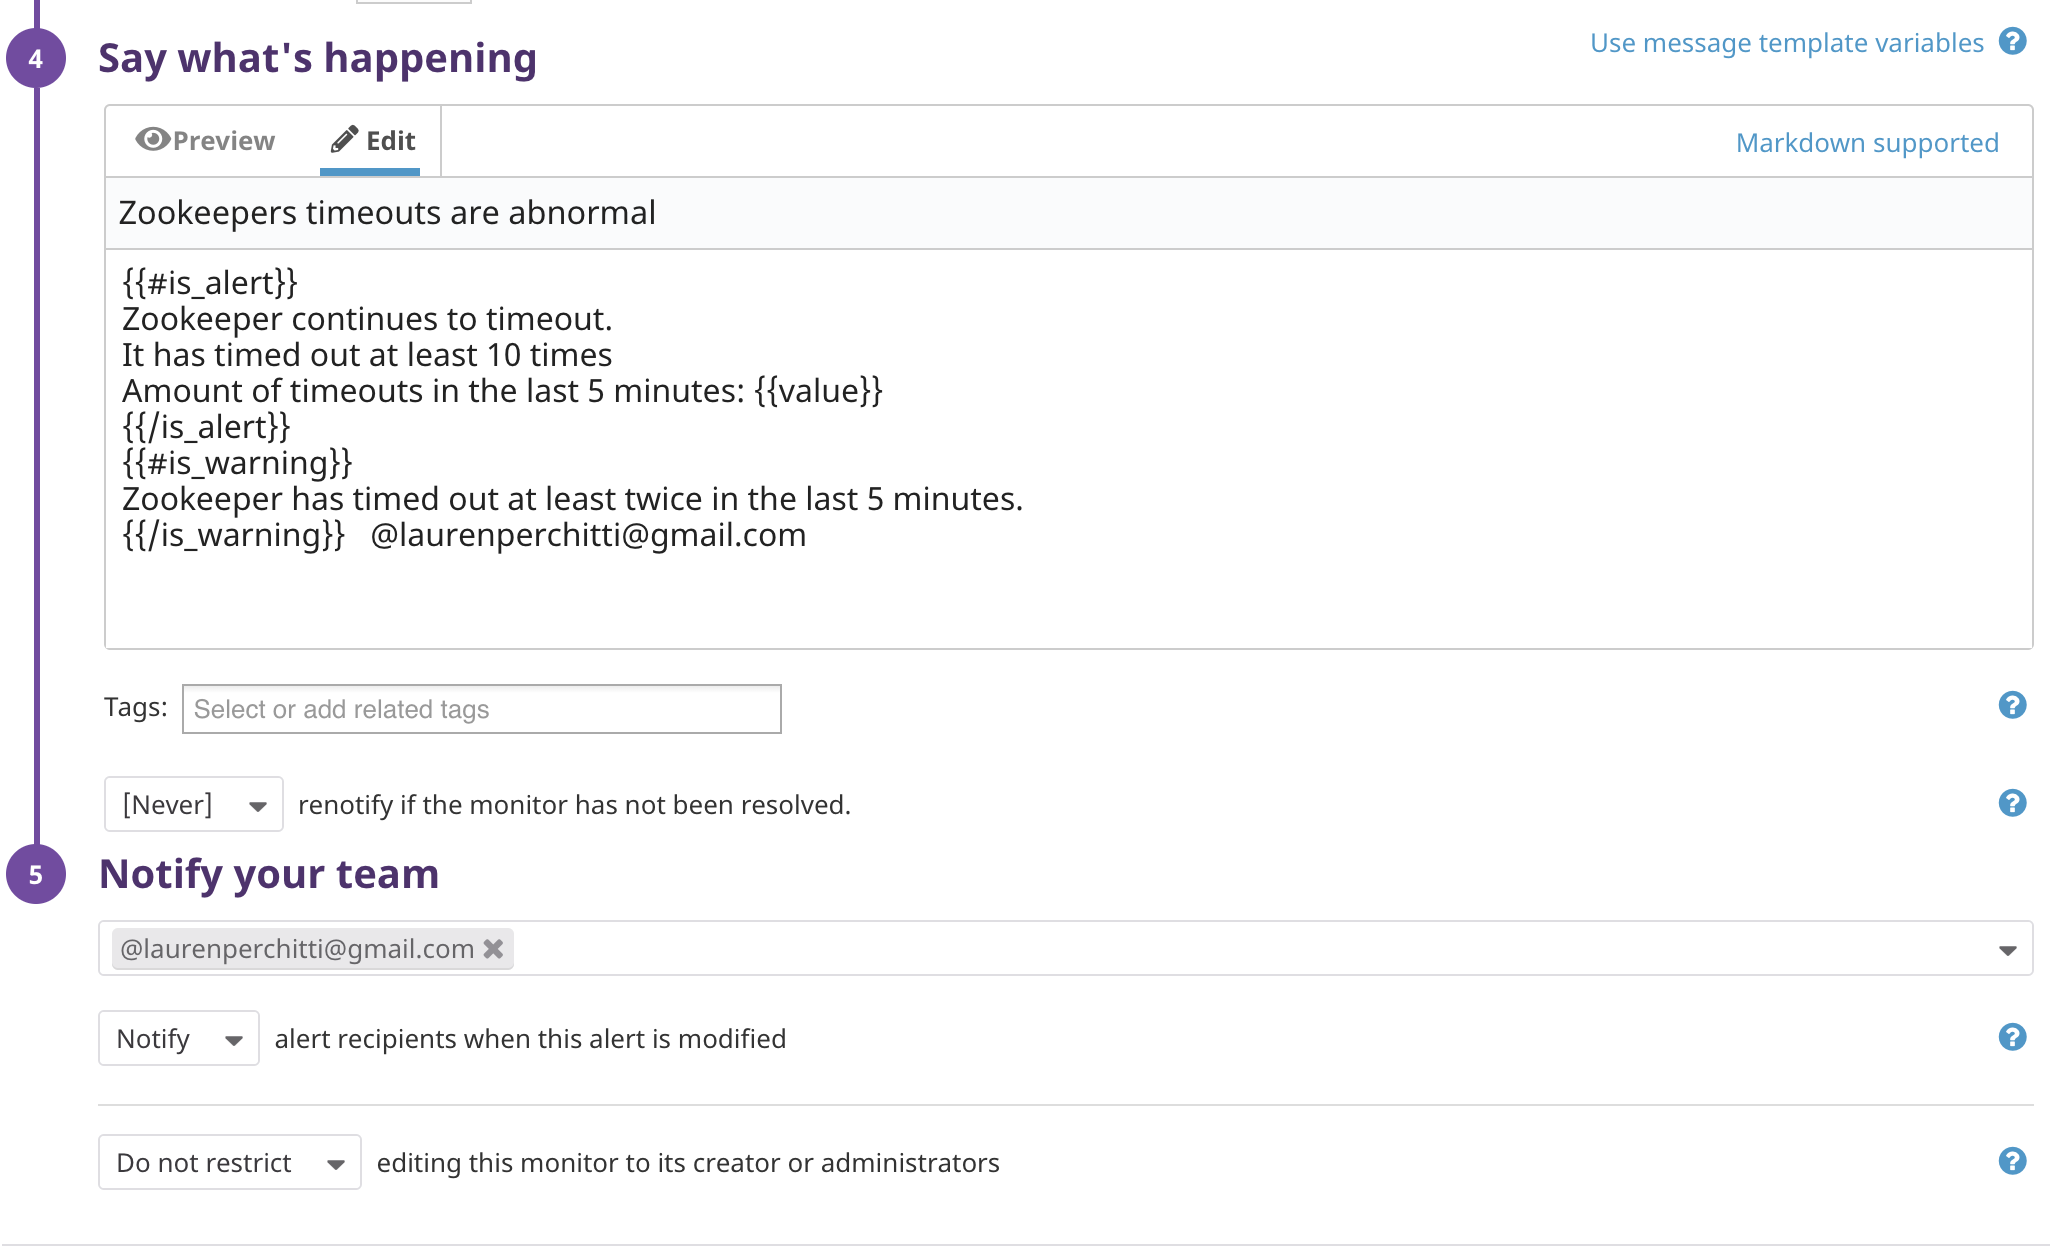 4
Say what's happening
Use message template variables ?
Preview Edit
Markdown supported
Zookeepers timeouts are abnormal
{{#is_alert}}
Zookeeper continues to timeout.
It has timed out at least 10 times
Amount of timeouts in the last 5 minutes: {{value}}
{{/is_alert}}
{{#is_warning}}
Zookeeper has timed out at least twice in the last 5 minutes.
{{/is_warning}}   @laurenperchitti@gmail.com
Tags: Select or add related tags ?
[Never] renotify if the monitor has not been resolved. ?
5
Notify your team
@laurenperchitti@gmail.com
Notify alert recipients when this alert is modified ?
Do not restrict editing this monitor to its creator or administrators ?